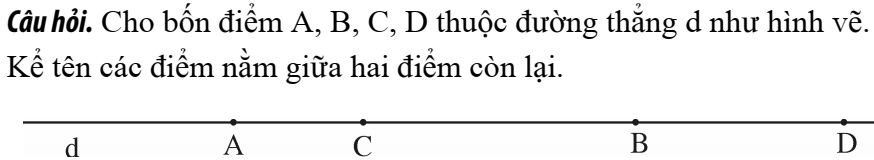 Câu hỏi. Cho bốn điểm A, B, C, D thuộc đường thẳng d như hình vẽ.
Kể tên các điểm nằm giữa hai điểm còn lại.
d A C B D